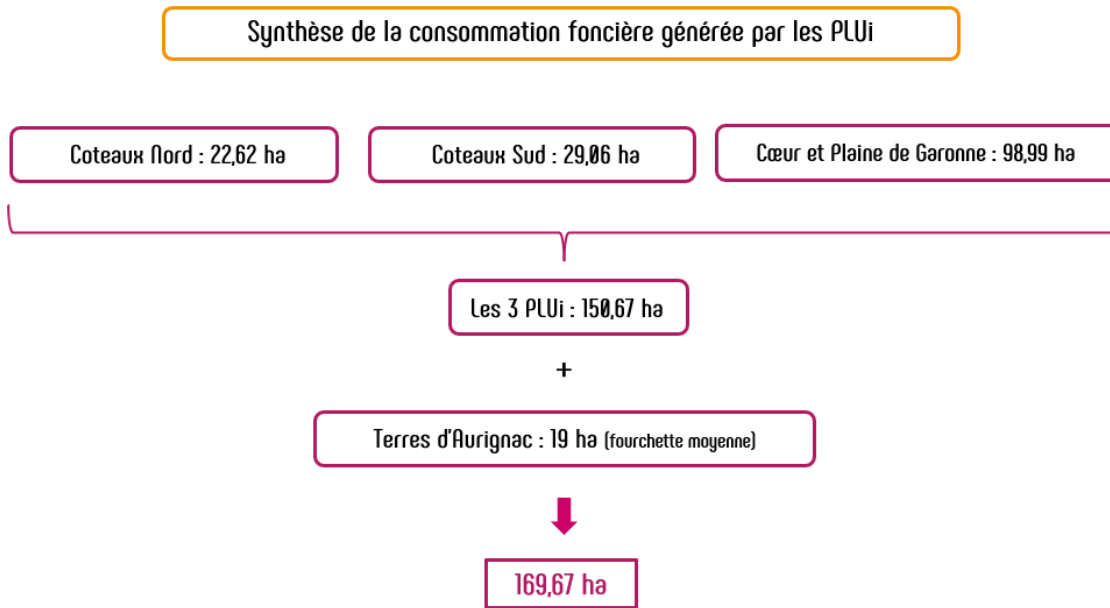 Synthèse de la consommation foncière générée par les PLUi
Coteaux Nord : 22,62 ha
Coteaux Sud : 29,06 ha
Cœur et Plaine de Garonne : 98,99 ha
Les 3 PLUi : 150,67 ha
+
Terres d'Aurignac : 19 ha (fourchette moyenne)
169,67 ha